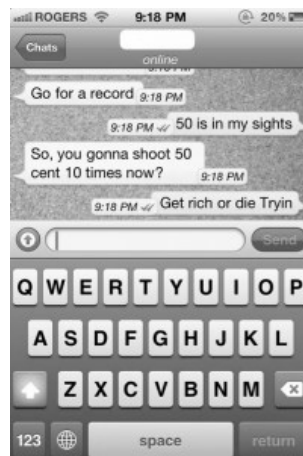 ROGERS 9:18 PM 20%
Chats
online
Go for a record 9:18 PM
9:18 PM 50 is in my sights
So, you gonna shoot 50
cent 10 times now? 9:18 PM
9:18 PM Get rich or die Tryin
Send
Q W E R T Y U I O P
A S D F G H J K L
Z X C V B N M
123 space return